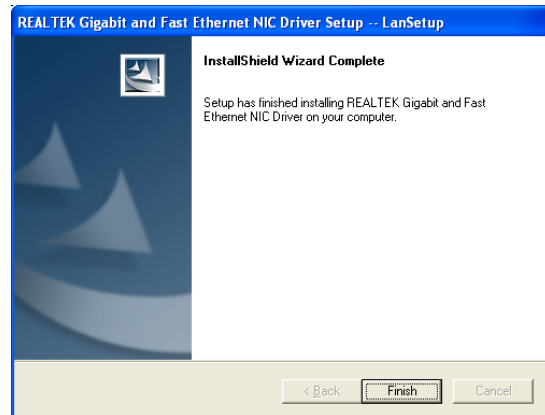 REALTEK Gigabit and Fast Ethernet NIC Driver Setup -- LanSetup
InstallShield Wizard Complete
Setup has finished installing REALTEK Gigabit and Fast
Ethernet NIC Driver on your computer.
< Back
Finish
Cancel